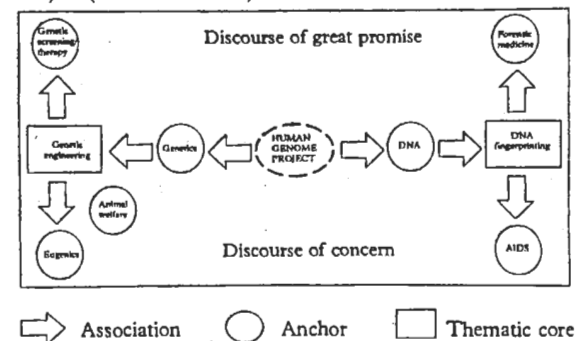 Genetic
screening/
therapy
Discourse of great promise
Forensic
medicine
Genetic
engineering
Genetics
HUMAN
GENOME
PROJECT
DNA
DNA
fingerprinting
Animal
welfare
Eugenics
Discourse of concern
AIDS
Association
Anchor
Thematic core